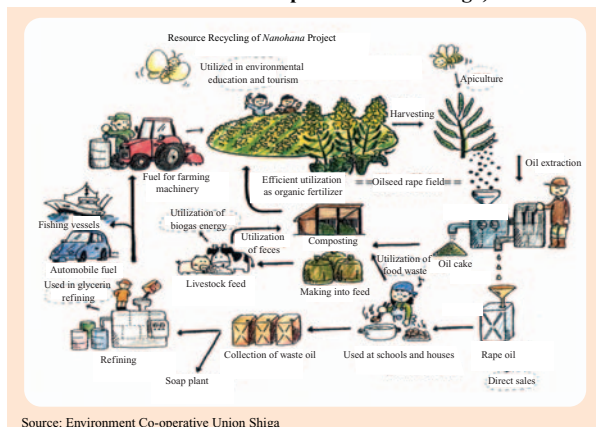 Resource Recycling of Nanohana Project
Utilized in environmental
education and tourism
Apiculture
Harvesting
Oil extraction
Fuel for farming
machinery
Efficient utilization
as organic fertilizer
Oilseed rape field
Fishing vessels
Utilization of
biogas energy
Utilization
of feces
Composting
Utilization of
food waste
Oil cake
Automobile fuel
Livestock feed
Making into feed
Used in glycerin
refining
Refining
Collection of waste oil
Used at schools and houses
Rape oil
Soap plant
Direct sales
Source: Environment Co-operative Union Shiga